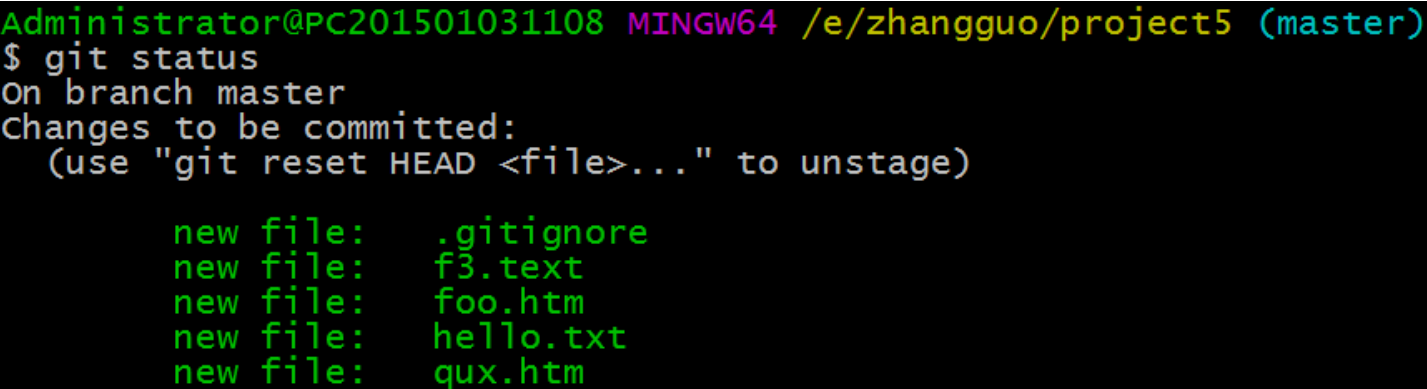 Administrator@PC201501031108 MINGW64 /e/zhangguo/project5 (master)
$ git status
On branch master
Changes to be committed:
  (use "git reset HEAD <file>..." to unstage)

        new file:   .gitignore
        new file:   f3.text
        new file:   foo.htm
        new file:   hello.txt
        new file:   qux.htm